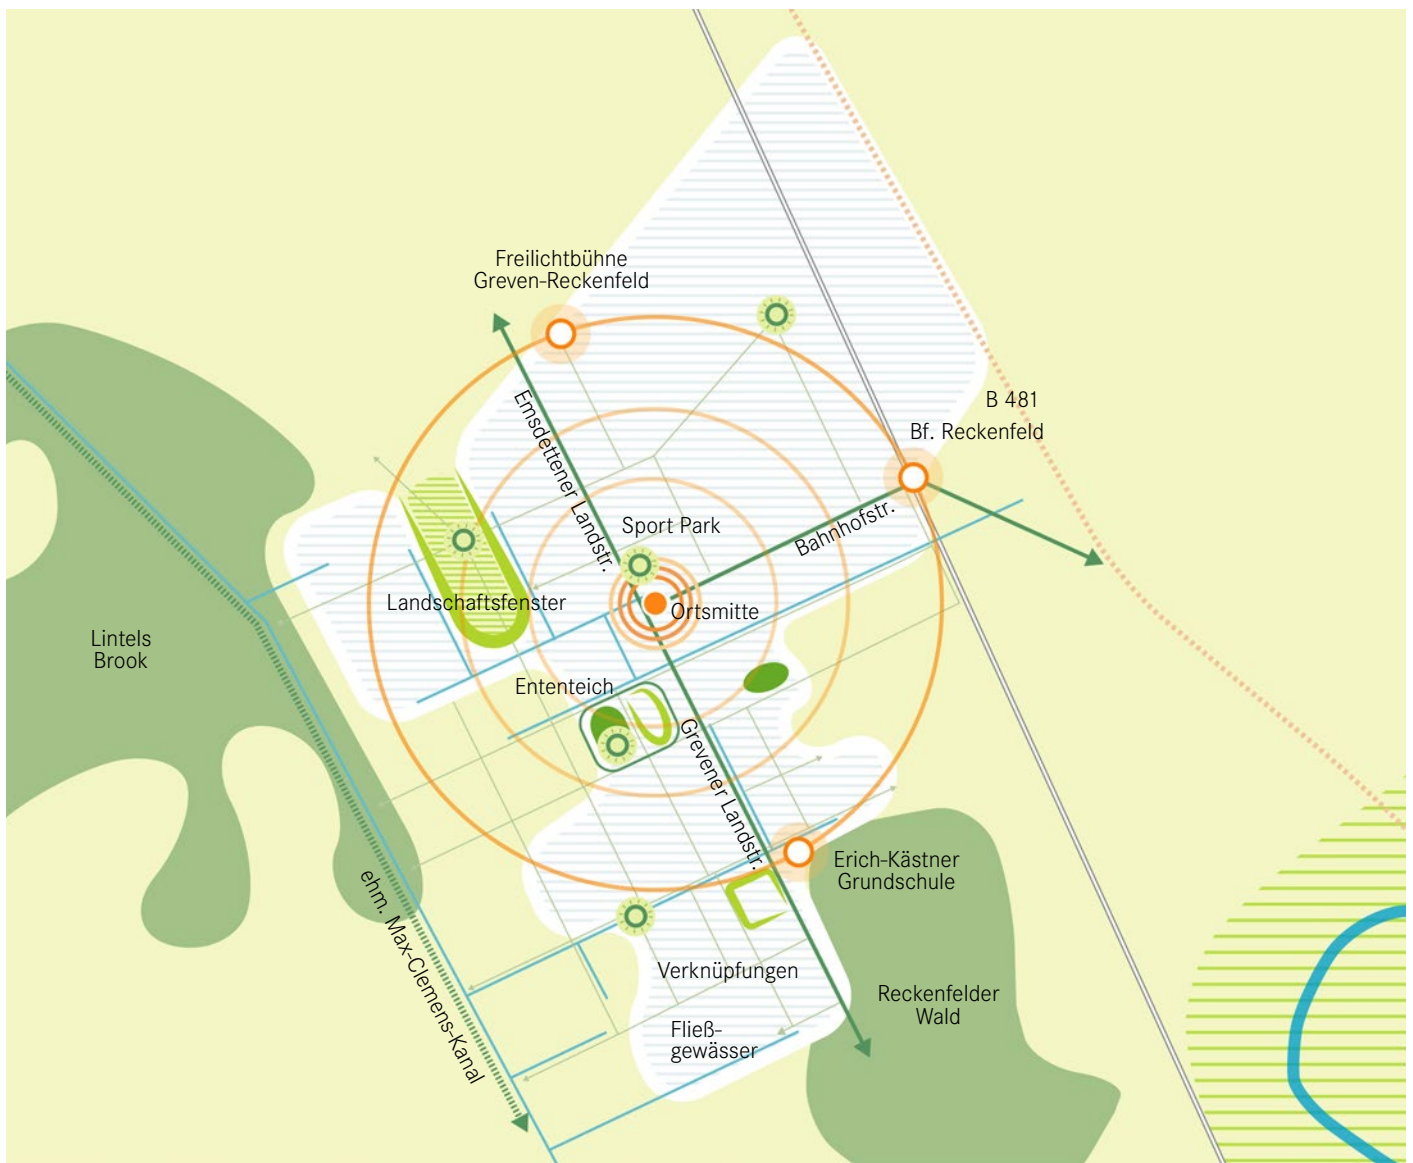 Freilichtbühne
Greven-Reckenfeld
B 481
Bf. Reckenfeld
Emsdettener Landstr.
Bahnhofstr.
Sport Park
Landschaftsfenster
Ortsmitte
Lintels
Brook
Ententeich
Grevener Landstr.
Erich-Kästner
Grundschule
ehm. Max-Clemens-Kanal
Verknüpfungen
Reckenfelder
Wald
Fließ-
gewässer